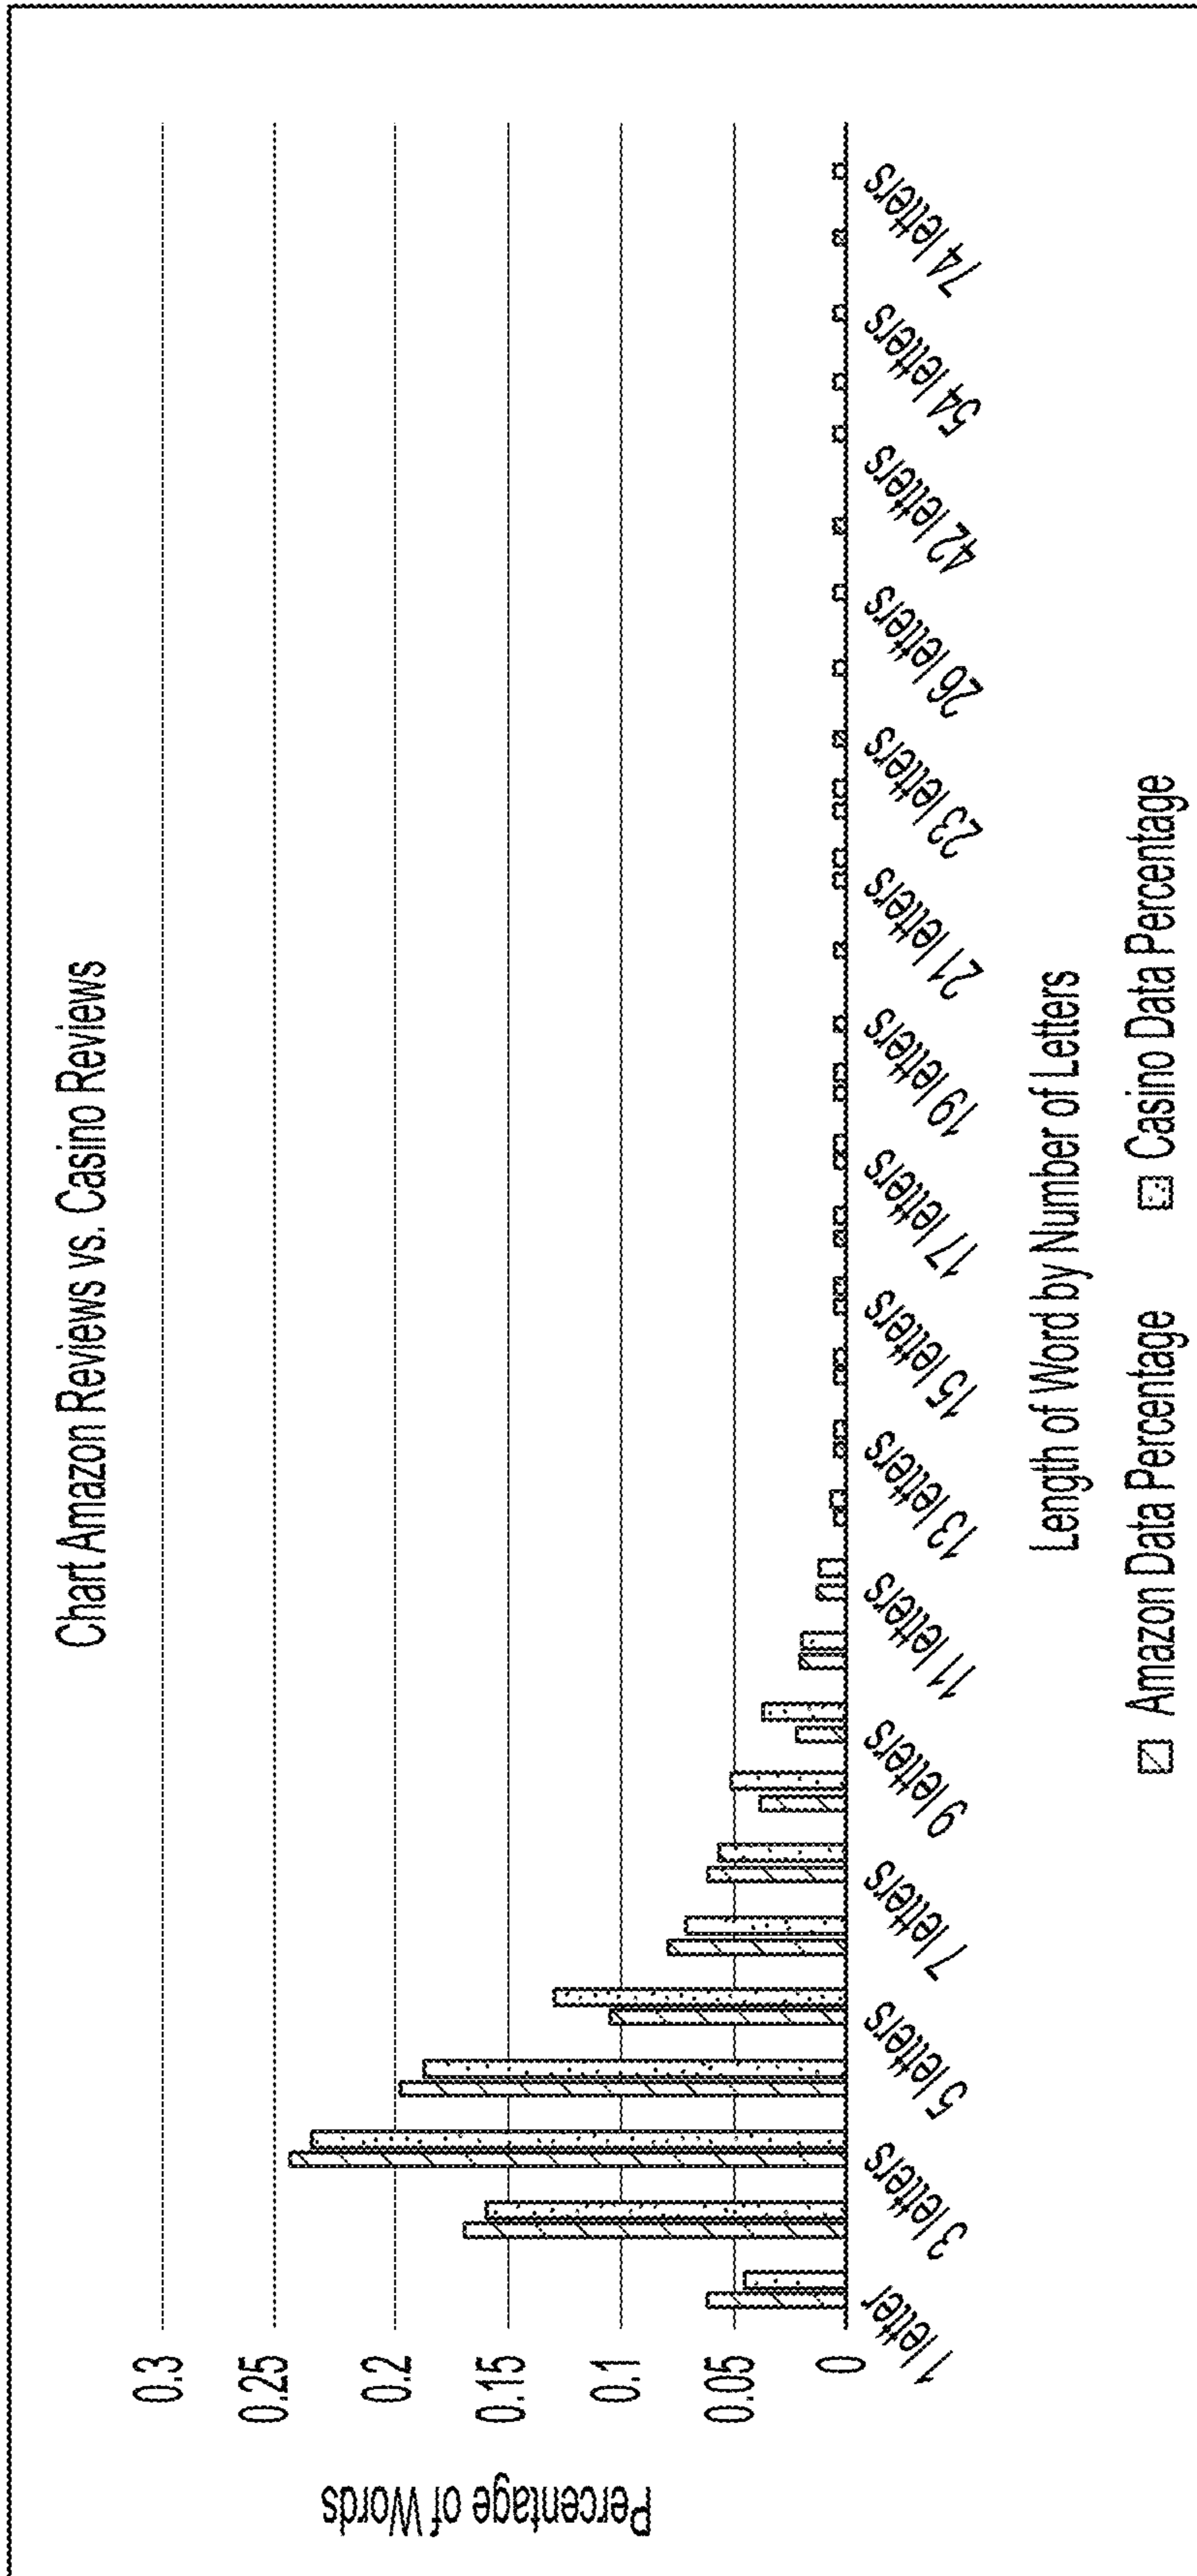 Chart Amazon Reviews vs. Casino Reviews
Percentage of Words
0.3
0.25
0.2
0.15
0.1
0.05
0
1 letter
3 letters
5 letters
7 letters
9 letters
11 letters
13 letters
15 letters
17 letters
19 letters
21 letters
23 letters
26 letters
42 letters
54 letters
74 letters
Length of Word by Number of Letters
Amazon Data Percentage
Casino Data Percentage